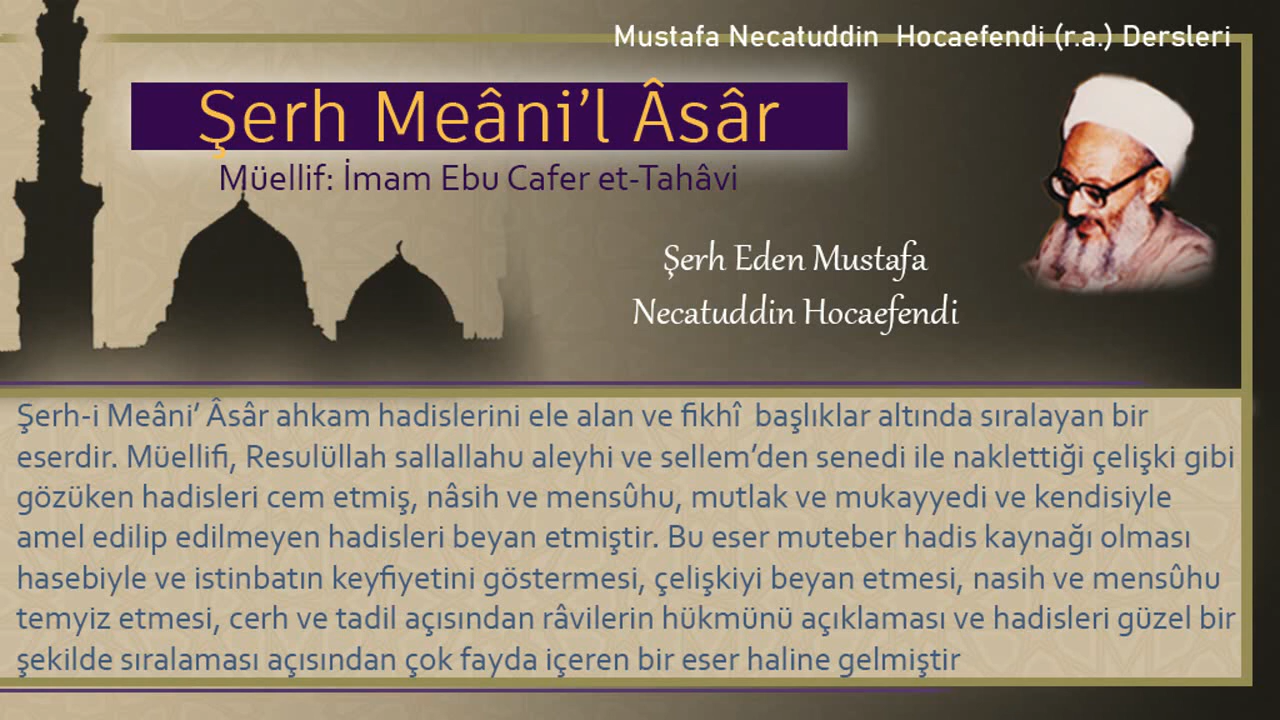 Mustafa Necatuddin Hocaefendi (r.a.) Dersleri
Şerh Meâni’l Âsâr
Müellif: İmam Ebu Cafer et-Tahâvi
Şerh Eden Mustafa
Necatuddin Hocaefendi
Şerh-i Meâni’ Âsâr ahkam hadislerini ele alan ve fikhî başlıklar altında sıralayan bir
eserdir. Müellifi, Resulüllah sallallahu aleyhi ve sellem’den senedi ile naklettiği çelişki gibi
gözüken hadisleri cem etmiş, nâsih ve mensûhu, mutlak ve mukayyedi ve kendisiyle
amel edilip edilmeyen hadisleri beyan etmiştir. Bu eser muteber hadis kaynağı olması
hasebiyle ve istinbatın keyfiyetini göstermesi, çelişkiyi beyan etmesi, nasih ve mensûhu
temyiz etmesi, cerh ve tadil açısından râvilerin hükmünü açıklaması ve hadisleri güzel bir
şekilde sıralaması açısından çok fayda içeren bir eser haline gelmiştir